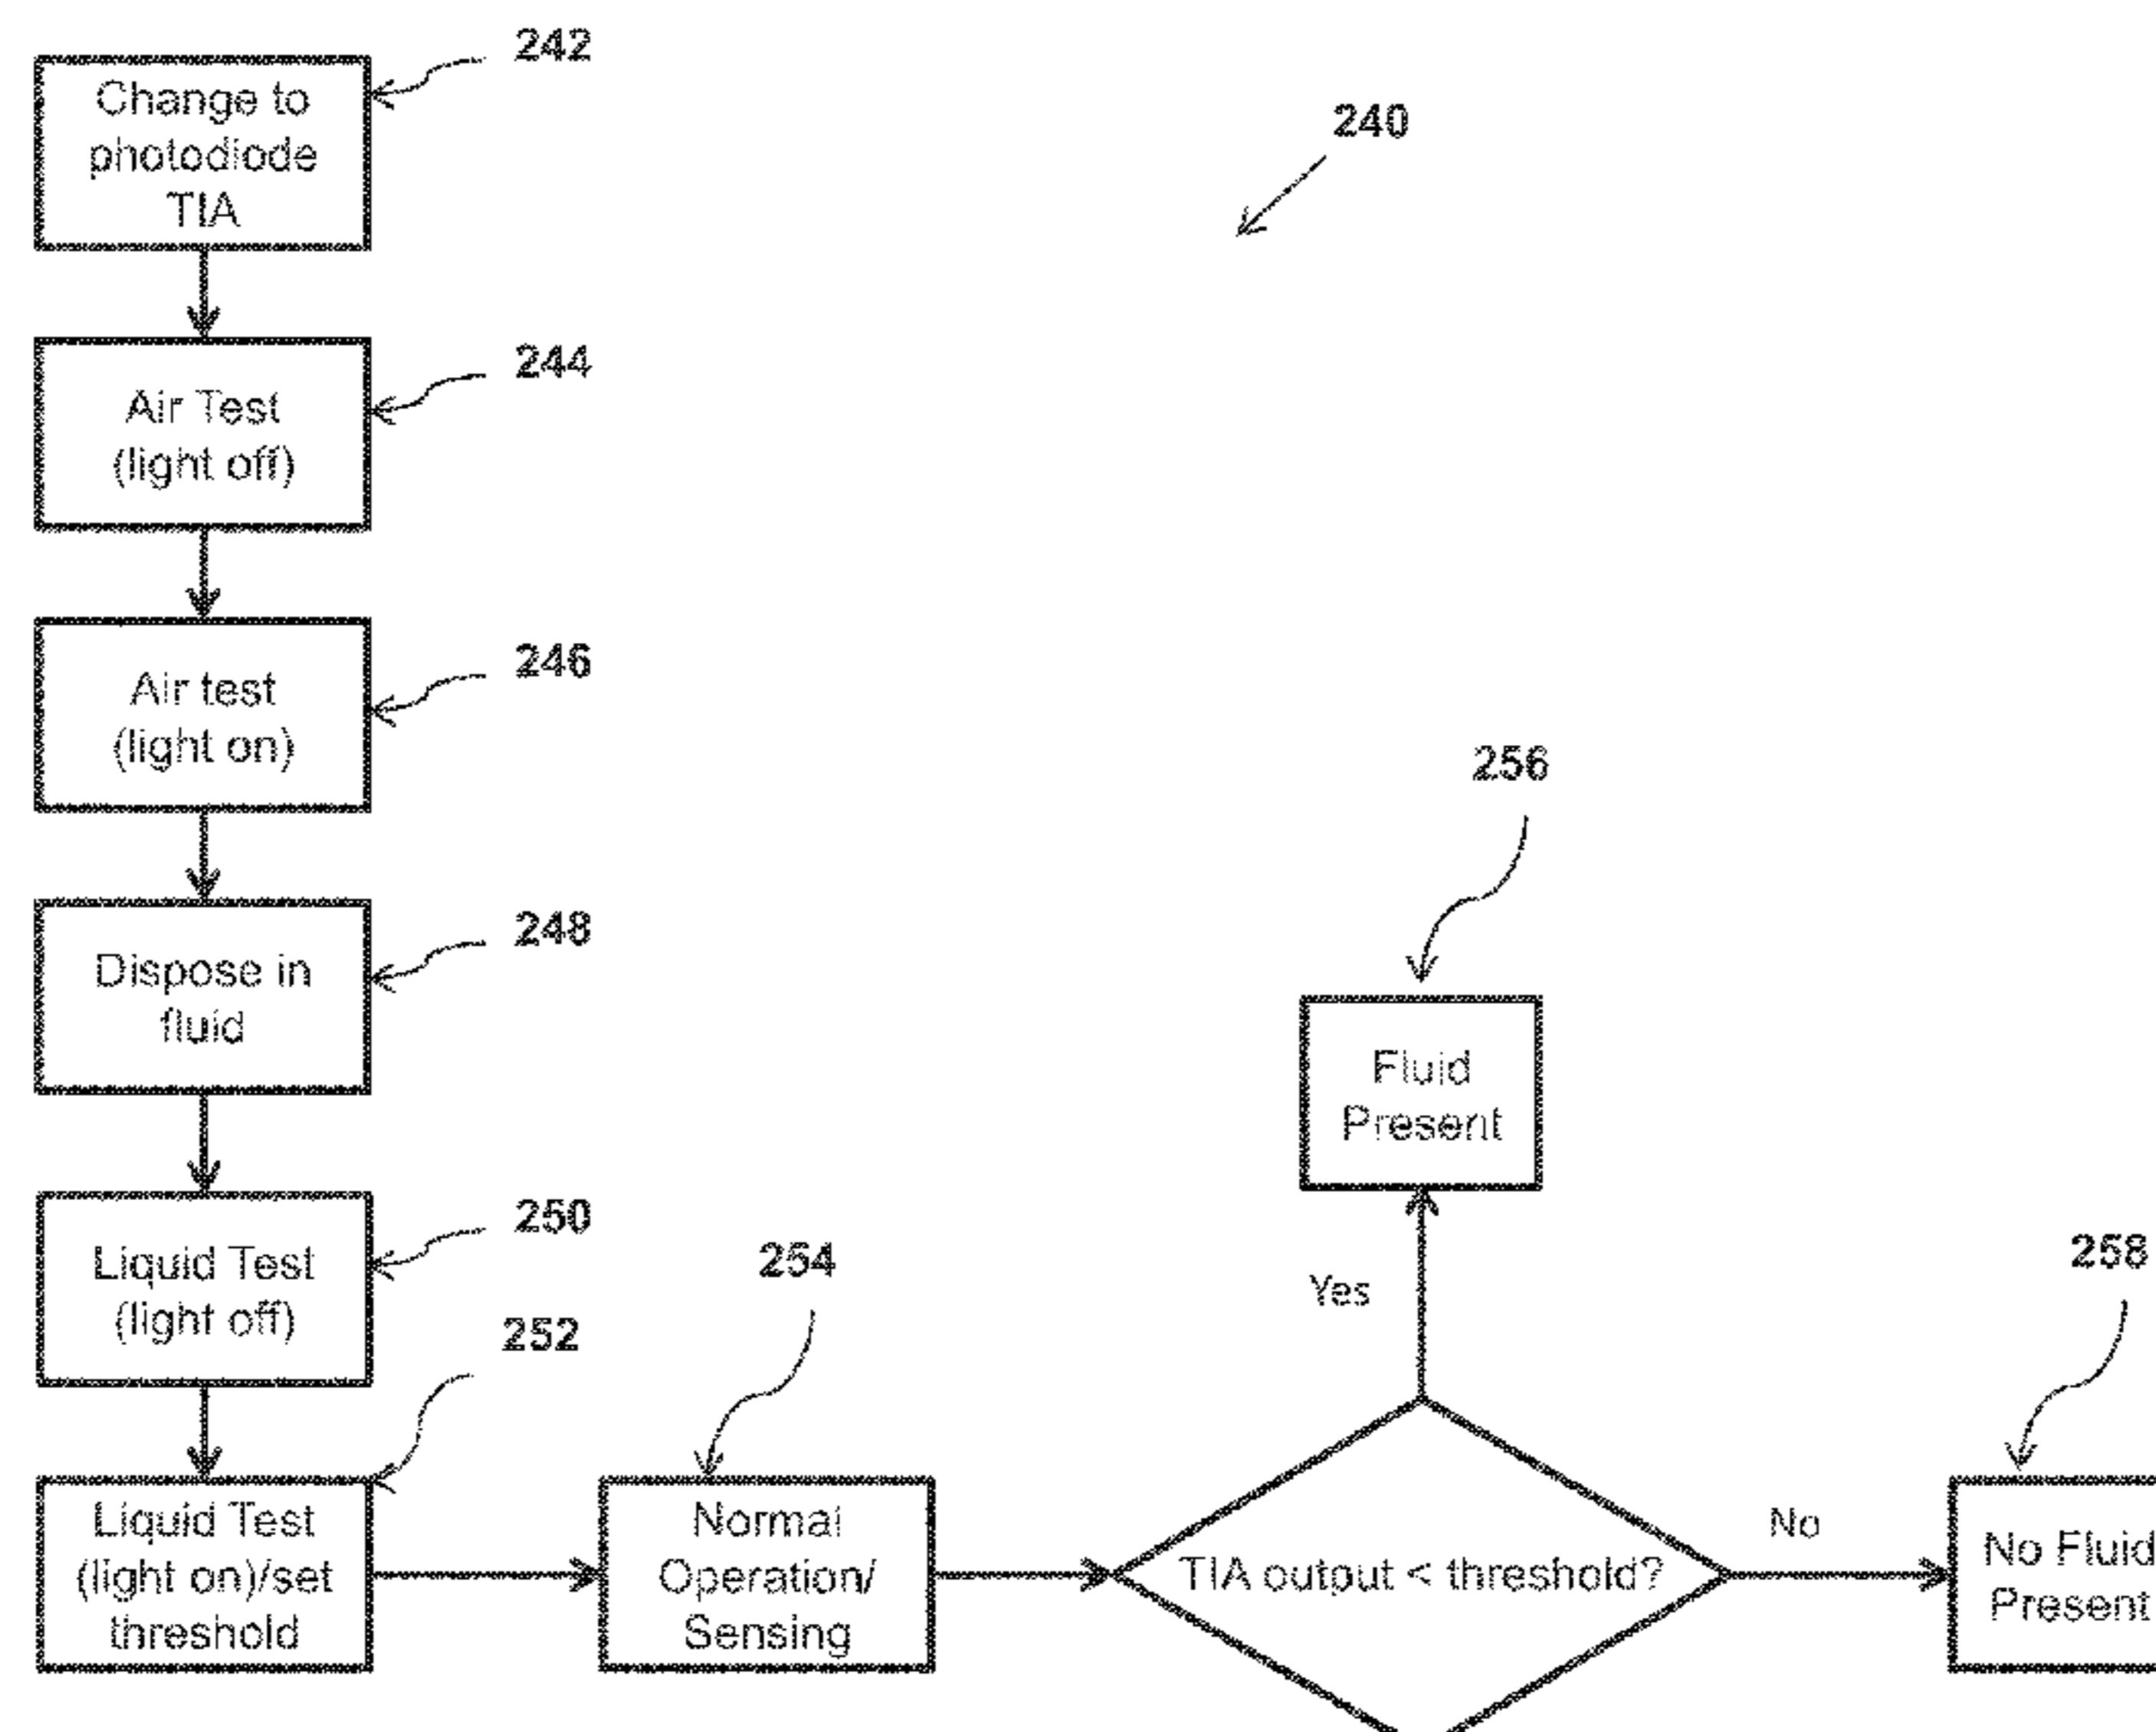 242
Change to
photodiode
TIA
240
244
Air Test
(light off)
246
Air test
(light on)
248
Dispose in
fluid
250
Liquid Test
(light off)
252
Liquid Test
(light on)/set
threshold
254
Normal
Operation/
Sensing
TIA output < threshold?
Yes
256
Fluid
Present
No
258
No Fluid
Present